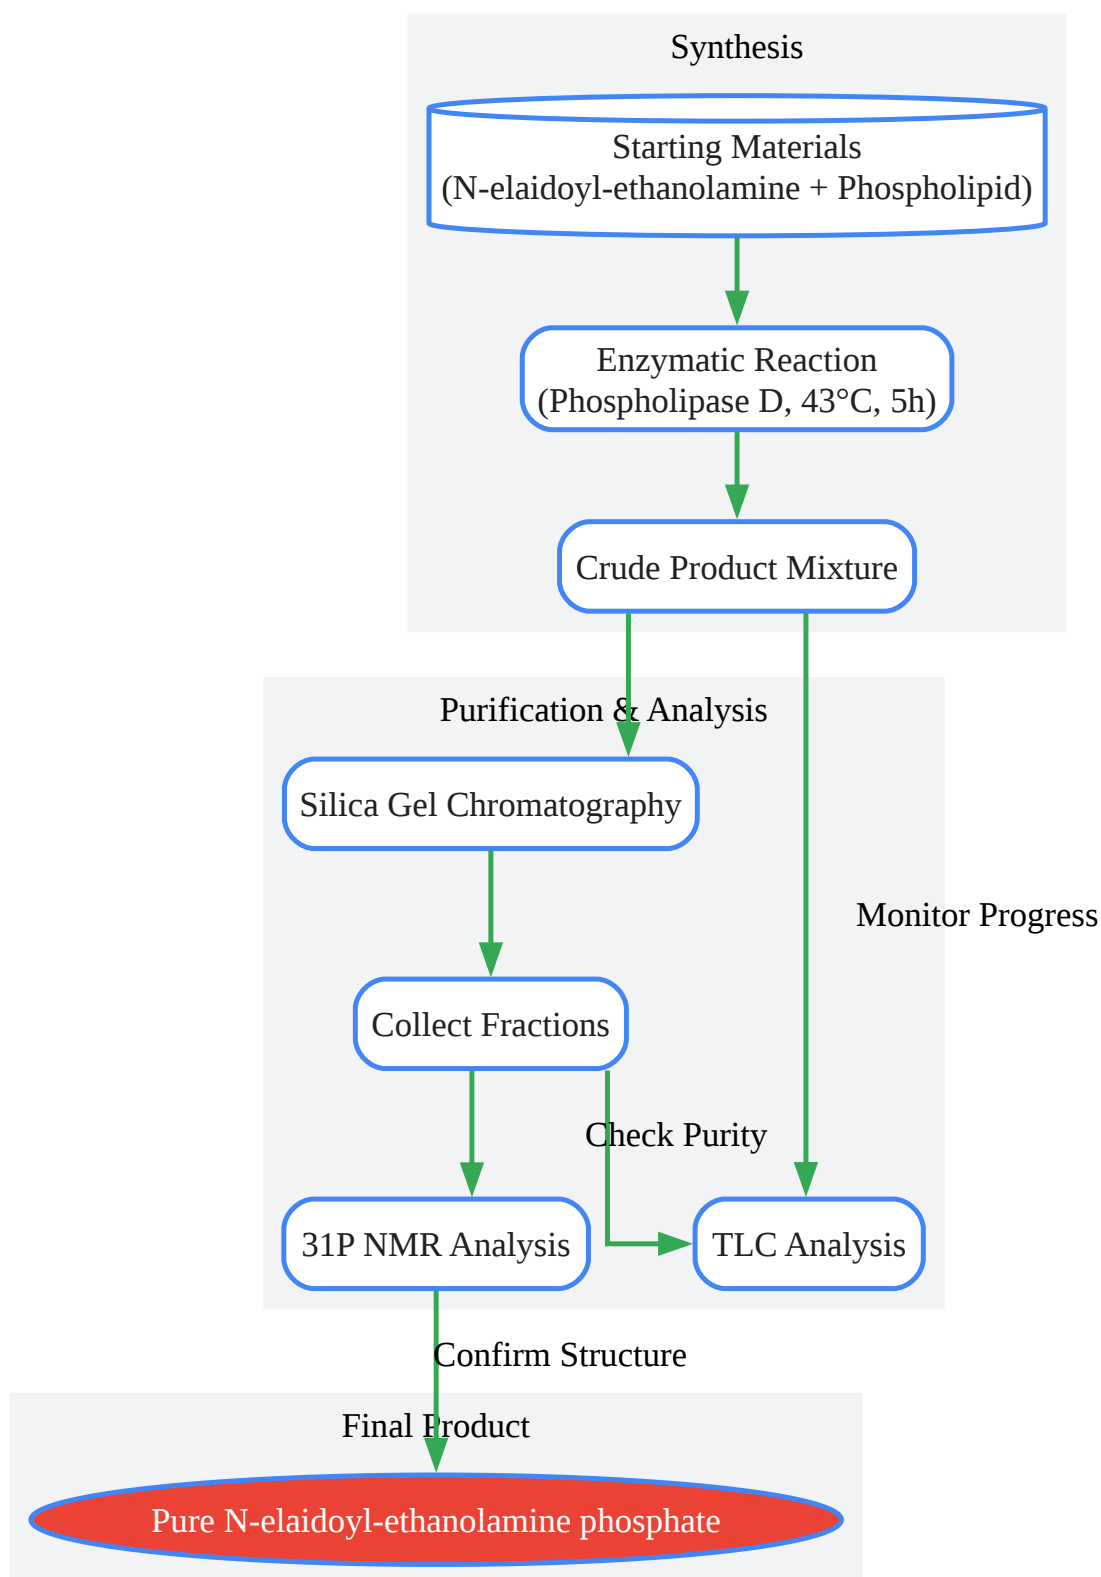 Synthesis
Starting Materials
(N-elaidoyl-ethanolamine + Phospholipid)
Enzymatic Reaction
(Phospholipase D, 43°C, 5h)
Crude Product Mixture
Purification & Analysis
Silica Gel Chromatography
Monitor Progress
Collect Fractions
Check Purity
31P NMR Analysis
TLC Analysis
Confirm Structure
Final Product
Pure N-elaidoyl-ethanolamine phosphate